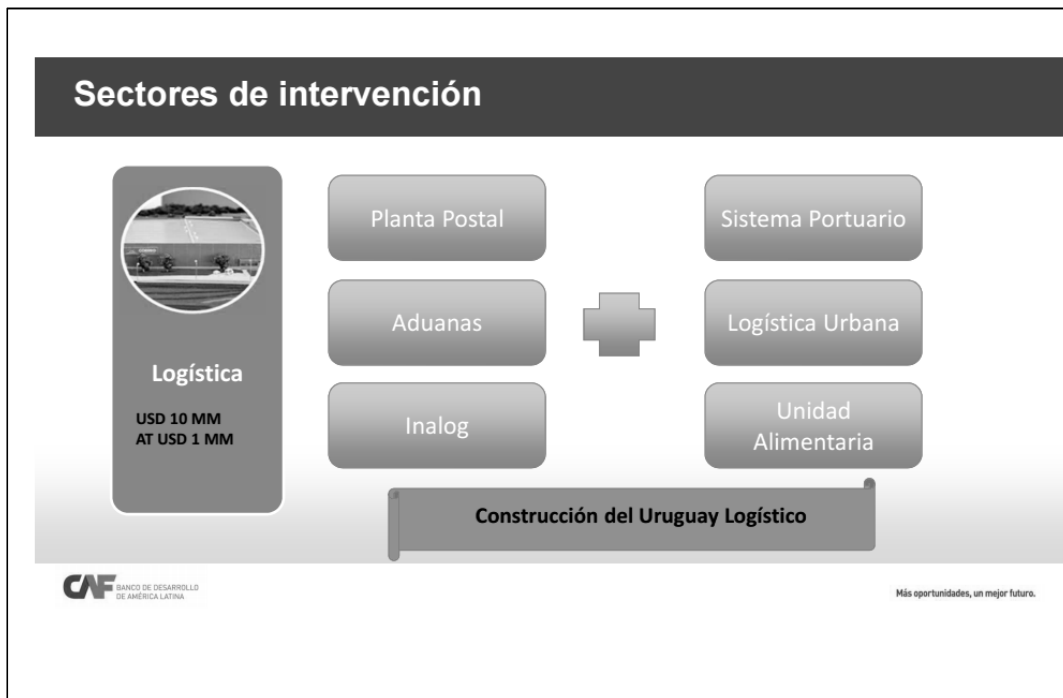 Sectores de intervención
Logística
USD 10 MM
AT USD 1 MM
Planta Postal
Aduanas
Inalog
Sistema Portuario
Logística Urbana
Unidad
Alimentaria
Construcción del Uruguay Logístico
CAF BANCO DE DESARROLLO
DE AMÉRICA LATINA
Más oportunidades, un mejor futuro.